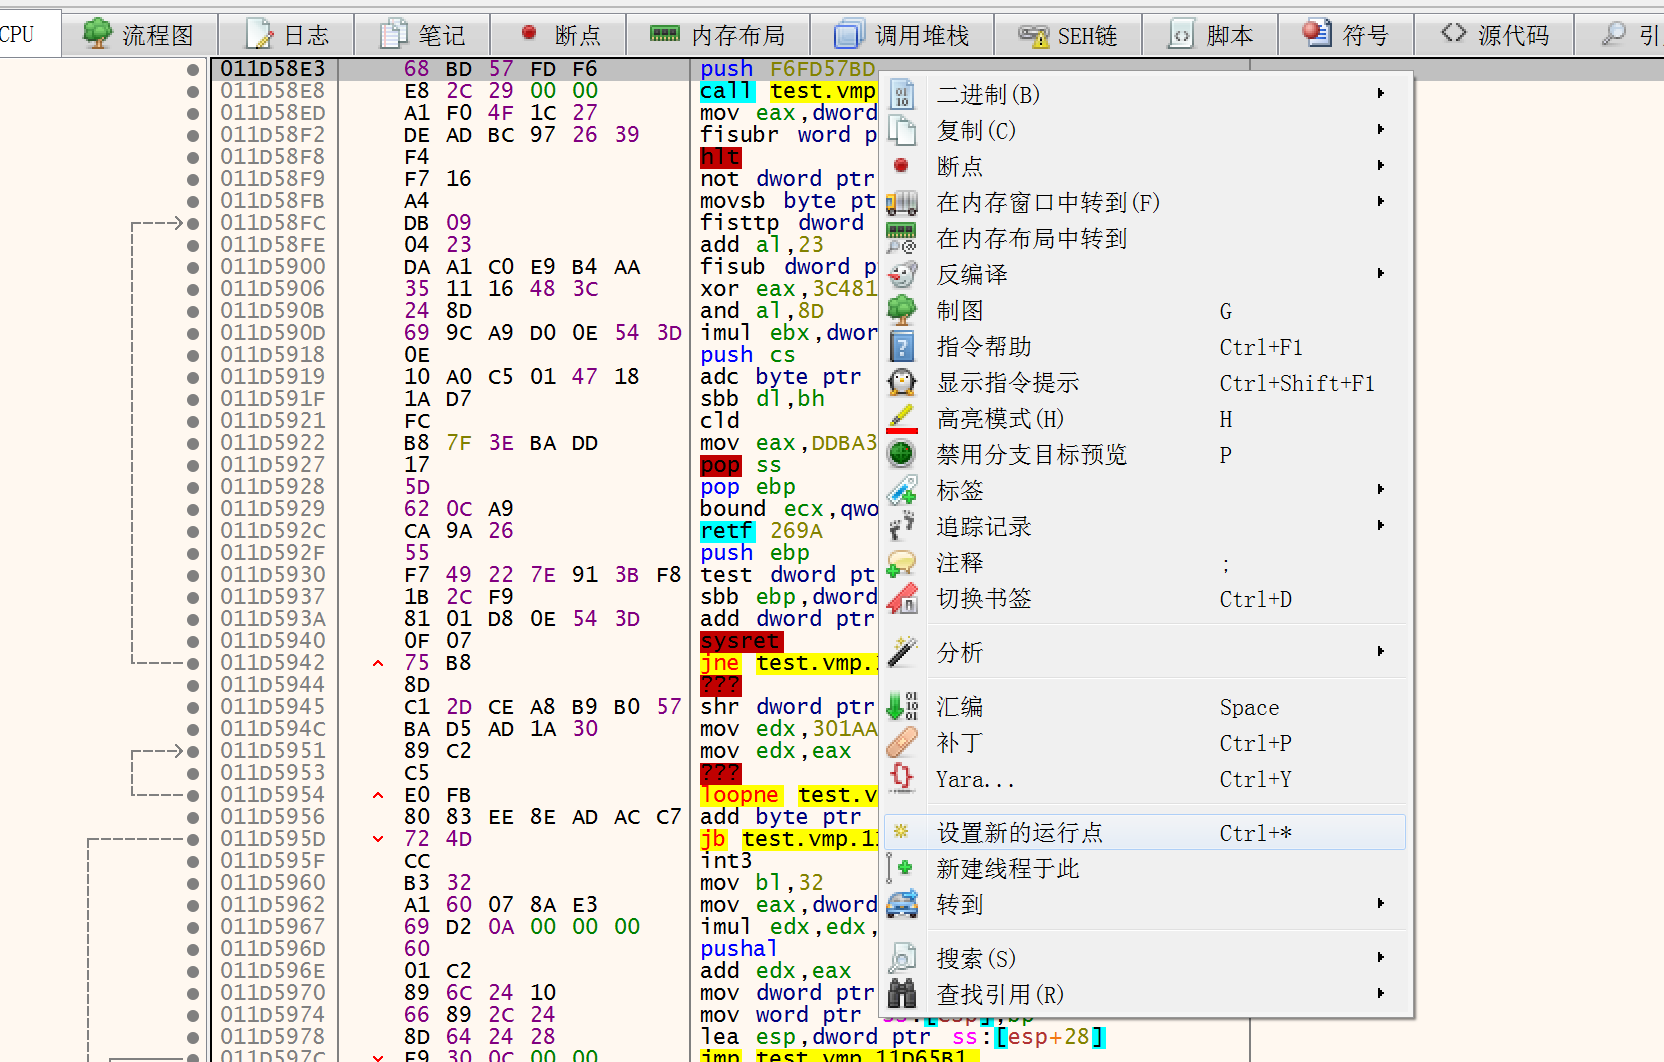 CPU 流程图 日志 笔记 断点 内存布局 调用堆栈 SEH链 脚本 符号 源代码 引
011D58E3 68 BD 57 FD F6 push F6FD57BD
011D58E8 E8 2C 29 00 00 call test.vmp
011D58ED A1 F0 4F 1C 27 mov eax,dword
011D58F2 DE AD BC 97 26 39 fisubr word p
011D58F8 F4 hlt
011D58F9 F7 16 not dword ptr
011D58FB A4 movsb byte pt
011D58FC DB 09 fisttp dword
011D58FE 04 23 add al,23
011D5900 DA A1 C0 E9 B4 AA fisub dword p
011D5906 35 11 16 48 3C xor eax,3C481
011D590B 24 8D and al,8D
011D590D 69 9C A9 D0 0E 54 3D imul ebx,dwor
011D5918 0E push cs
011D5919 10 A0 C5 01 47 18 adc byte ptr
011D591F 1A D7 sbb dl,bh
011D5921 FC cld
011D5922 B8 7F 3E BA DD mov eax,DDBA3
011D5927 17 pop ss
011D5928 5D pop ebp
011D5929 62 0C A9 bound ecx,qwo
011D592C CA 9A 26 retf 269A
011D592F 55 push ebp
011D5930 F7 49 22 7E 91 3B F8 test dword pt
011D5937 1B 2C F9 sbb ebp,dword
011D593A 81 01 D8 0E 54 3D add dword ptr
011D5940 0F 07 sysret
011D5942 75 B8 jne test.vmp.1
011D5944 8D ???
011D5945 C1 2D CE A8 B9 B0 57 shr dword ptr
011D594C BA D5 AD 1A 30 mov edx,301AA
011D5951 89 C2 mov edx,eax
011D5953 C5 ???
011D5954 E0 FB loopne test.v
011D5956 80 83 EE 8E AD AC C7 add byte ptr
011D595D 72 4D jb test.vmp.11
011D595F CC int3
011D5960 B3 32 mov bl,32
011D5962 A1 60 07 8A E3 mov eax,dword
011D5967 69 D2 0A 00 00 00 imul edx,edx,
011D596D 60 pushal
011D596E 01 C2 add edx,eax
011D5970 89 6C 24 10 mov dword ptr
011D5974 66 89 2C 24 mov word ptr ss:[esp],bp
011D5978 8D 64 24 28 lea esp,dword ptr ss:[esp+28]
011D597C E9 30 0C 00 00 jmp test.vmp.11D65B1
二进制(B)
复制(C)
断点
在内存窗口中转到(F)
在内存布局中转到
反编译
制图 G
指令帮助 Ctrl+F1
显示指令提示 Ctrl+Shift+F1
高亮模式(H) H
禁用分支目标预览 P
标签
追踪记录
注释 ;
切换书签 Ctrl+D
分析
汇编 Space
补丁 Ctrl+P
Yara... Ctrl+Y
设置新的运行点 Ctrl+*
新建线程于此
转到
搜索(S)
查找引用(R)